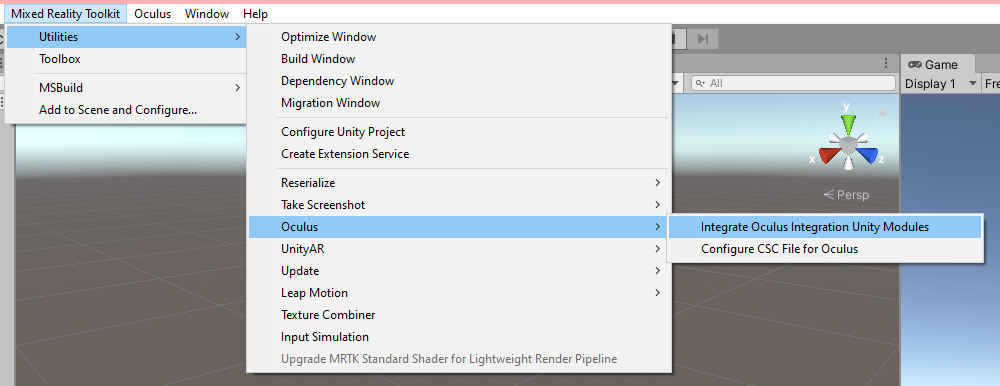 Mixed Reality Toolkit Oculus Window Help
Utilities
Toolbox
MSBuild
Add to Scene and Configure...
Optimize Window
Build Window
Dependency Window
Migration Window
Configure Unity Project
Create Extension Service
Reserialize
Take Screenshot
Oculus
UnityAR
Update
Leap Motion
Texture Combiner
Input Simulation
Upgrade MRTK Standard Shader for Lightweight Render Pipeline
Integrate Oculus Integration Unity Modules
Configure CSC File for Oculus
All
y
x
z
Persp
Game
Display 1